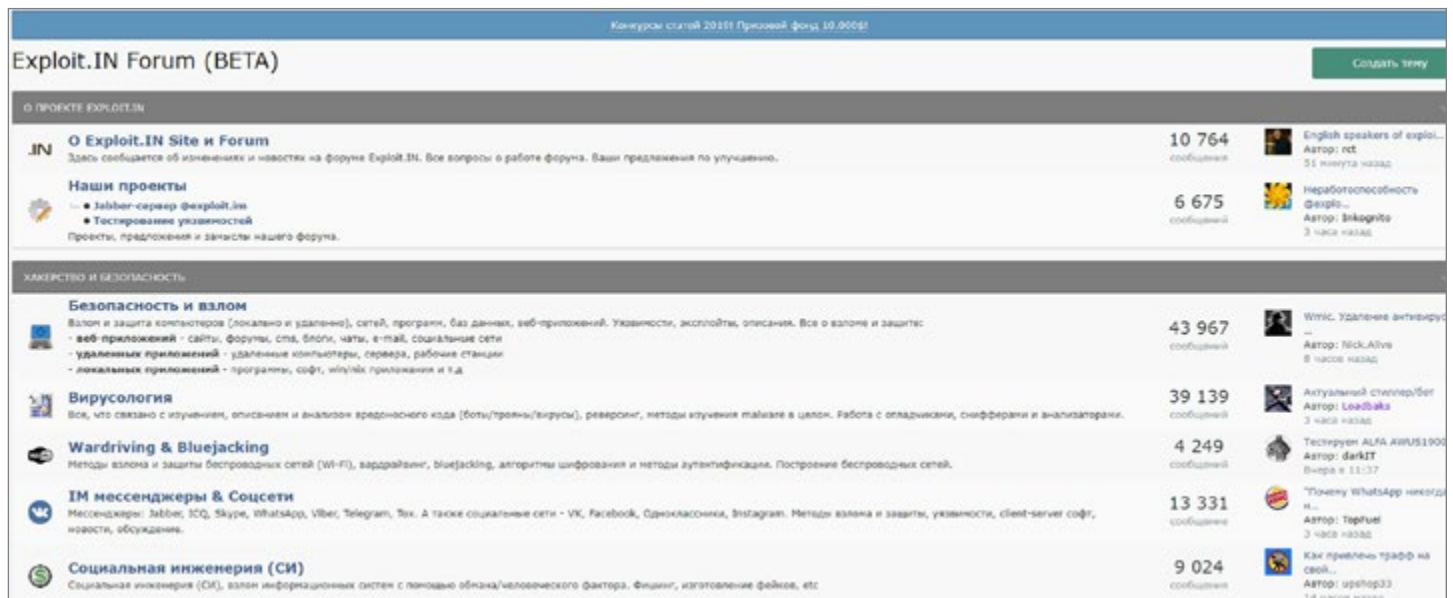 Конкурсы статей 2019! Призовой фонд 10.000$!
Exploit.IN Forum (BETA)
Создать тему
О ПРОЕКТЕ EXPLOIT.IN
.IN
О Exploit.IN Site и Forum
Здесь сообщается об изменениях и новостях на форуме Exploit.IN. Все вопросы о работе форума. Ваши предложения по улучшению.
10 764
сообщения
English speakers of exploi...
Автор: rct
51 минута назад
Наши проекты
Jabber-сервер @exploit.im
Тестирование уязвимостей
Проекты, предложения и замыслы нашего форума.
6 675
сообщений
Неработоспособность
@explo...
Автор: Inkognito
3 часа назад
ХАКЕРСТВО И БЕЗОПАСНОСТЬ
Безопасность и взлом
Взлом и защита компьютеров (локально и удаленно), сетей, программ, баз данных, веб-приложений. Уязвимости, эксплойты, описания. Все о взломе и защите:
- веб-приложений - сайты, форумы, cms, блоги, чаты, e-mail, социальные сети
- удаленных приложений - удаленные компьютеры, сервера, рабочие станции
- локальных приложений - программы, софт, win/nix приложения и т.д
43 967
сообщений
Wmic. Удаление антивирус
...
Автор: Nick.Alive
8 часов назад
Вирусология
Все, что связано с изучением, описанием и анализом вредоносного кода (боты/трояны/вирусы), реверсинг, методы изучения malware в целом. Работа с отладчиками, снифферами и анализаторами.
39 139
сообщений
Актуальный стиллер/бот
Автор: Loadbaks
3 часа назад
Wardriving & Bluejacking
Методы взлома и защиты беспроводных сетей (Wi-Fi), вардрайвинг, bluejacking, алгоритмы шифрования и методы аутентификации. Построение беспроводных сетей.
4 249
сообщений
Тестируем ALFA AWUS1900
Автор: darkIT
Вчера в 11:37
IM мессенджеры & Соцсети
Мессенджеры: Jabber, ICQ, Skype, WhatsApp, Viber, Telegram, Tox. А также социальные сети - VK, Facebook, Одноклассники, Instagram. Методы взлома и защиты, уязвимости, client-server софт,
новости, обсуждение.
13 331
сообщение
"Почему WhatsApp никогда
н...
Автор: TopFuel
3 часа назад
Социальная инженерия (СИ)
Социальная инженерия (СИ), взлом информационных систем с помощью обмана/человеческого фактора. Фишинг, изготовление фейков, etc
9 024
сообщения
Как привлечь трафф на
свой...
Автор: upshop33
14 часов назад